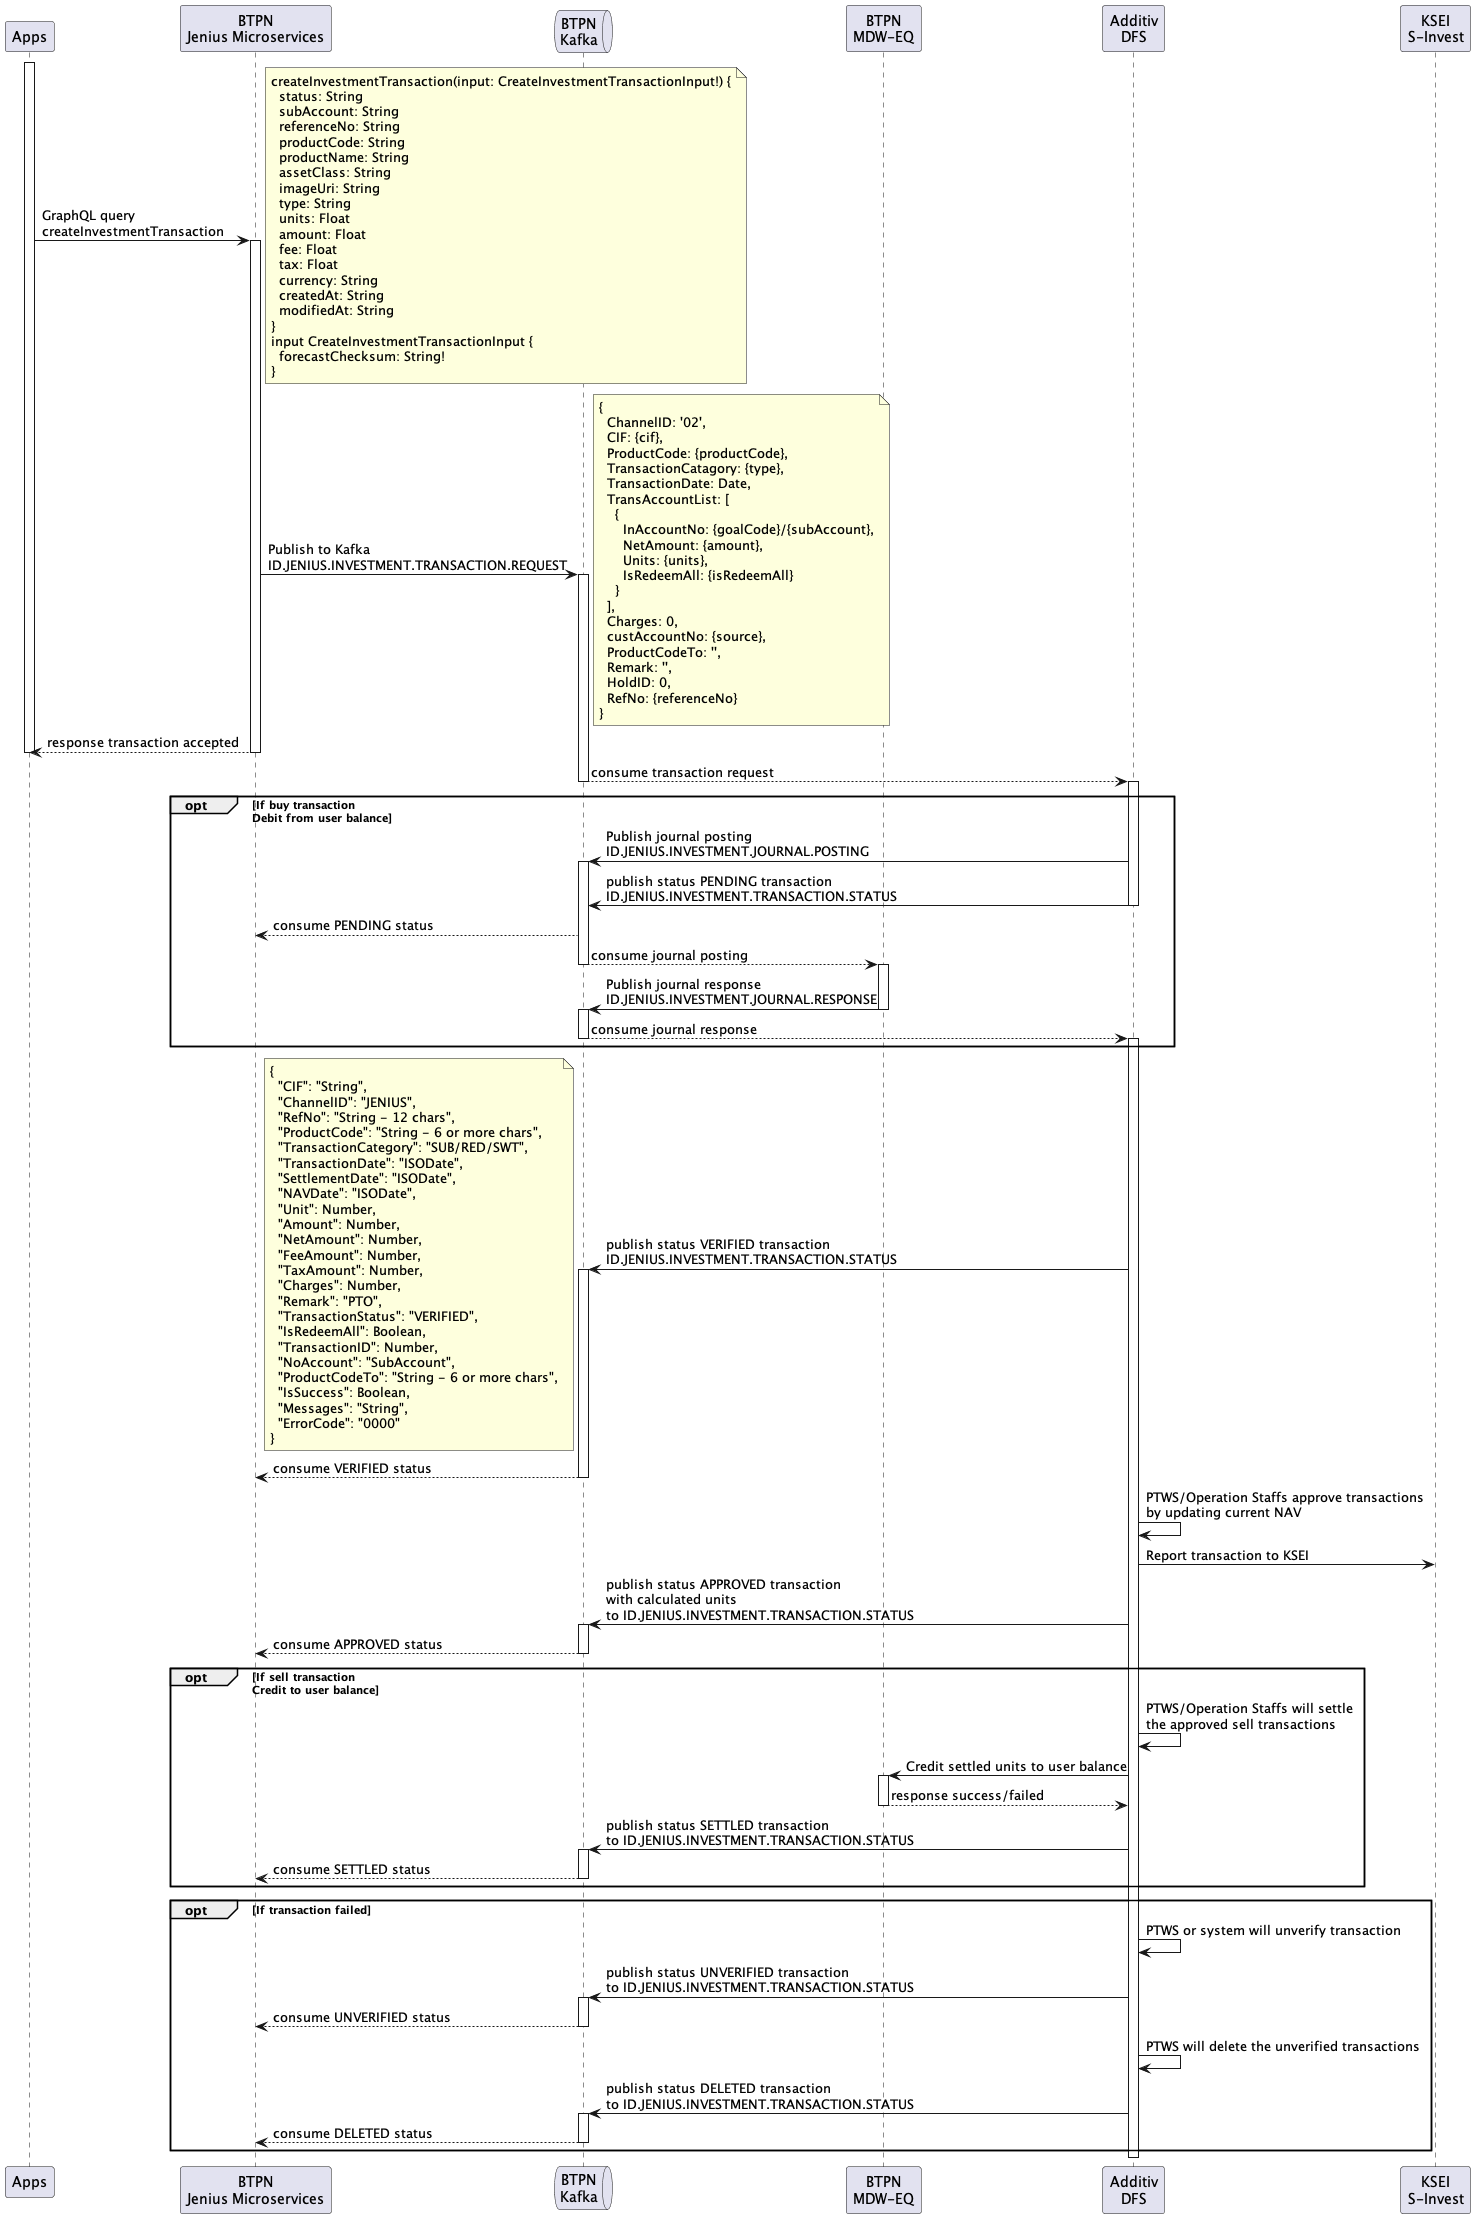 Apps
BTPN
Jenius Microservices
BTPN
Kafka
BTPN
MDW-EQ
Additiv
DFS
KSEI
S-Invest
createInvestmentTransaction(input: CreateInvestmentTransactionInput!) {
status: String
subAccount: String
referenceNo: String
productCode: String
productName: String
assetClass: String
imageUri: String
type: String
units: Float
amount: Float
fee: Float
tax: Float
currency: String
createdAt: String
modifiedAt: String
}
input CreateInvestmentTransactionInput {
forecastChecksum: String!
}
GraphQL query
createInvestmentTransaction
{
ChannelID: '02',
CIF: {cif},
ProductCode: {productCode},
TransactionCatagory: {type},
TransactionDate: Date,
TransAccountList: [
{
InAccountNo: {goalCode}/{subAccount},
NetAmount: {amount},
Units: {units},
IsRedeemAll: {isRedeemAll}
}
],
Charges: 0,
custAccountNo: {source},
ProductCodeTo: '',
Remark: '',
HoldID: 0,
RefNo: {referenceNo}
}
Publish to Kafka
ID.JENIUS.INVESTMENT.TRANSACTION.REQUEST
response transaction accepted
consume transaction request
opt [If buy transaction
Debit from user balance]
Publish journal posting
ID.JENIUS.INVESTMENT.JOURNAL.POSTING
publish status PENDING transaction
ID.JENIUS.INVESTMENT.TRANSACTION.STATUS
consume PENDING status
consume journal posting
Publish journal response
ID.JENIUS.INVESTMENT.JOURNAL.RESPONSE
consume journal response
{
"CIF": "String",
"ChannelID": "JENIUS",
"RefNo": "String - 12 chars",
"ProductCode": "String - 6 or more chars",
"TransactionCategory": "SUB/RED/SWT",
"TransactionDate": "ISODate",
"SettlementDate": "ISODate",
"NAVDate": "ISODate",
"Unit": Number,
"Amount": Number,
"NetAmount": Number,
"FeeAmount": Number,
"TaxAmount": Number,
"Charges": Number,
"Remark": "PTO",
"TransactionStatus": "VERIFIED",
"IsRedeemAll": Boolean,
"TransactionID": Number,
"NoAccount": "SubAccount",
"ProductCodeTo": "String - 6 or more chars",
"IsSuccess": Boolean,
"Messages": "String",
"ErrorCode": "0000"
}
publish status VERIFIED transaction
ID.JENIUS.INVESTMENT.TRANSACTION.STATUS
consume VERIFIED status
PTWS/Operation Staffs approve transactions
by updating current NAV
Report transaction to KSEI
publish status APPROVED transaction
with calculated units
to ID.JENIUS.INVESTMENT.TRANSACTION.STATUS
consume APPROVED status
opt [If sell transaction
Credit to user balance]
PTWS/Operation Staffs will settle
the approved sell transactions
Credit settled units to user balance
response success/failed
publish status SETTLED transaction
to ID.JENIUS.INVESTMENT.TRANSACTION.STATUS
consume SETTLED status
opt [If transaction failed]
PTWS or system will unverify transaction
publish status UNVERIFIED transaction
to ID.JENIUS.INVESTMENT.TRANSACTION.STATUS
consume UNVERIFIED status
PTWS will delete the unverified transactions
publish status DELETED transaction
to ID.JENIUS.INVESTMENT.TRANSACTION.STATUS
consume DELETED status
Apps
BTPN
Jenius Microservices
BTPN
Kafka
BTPN
MDW-EQ
Additiv
DFS
KSEI
S-Invest